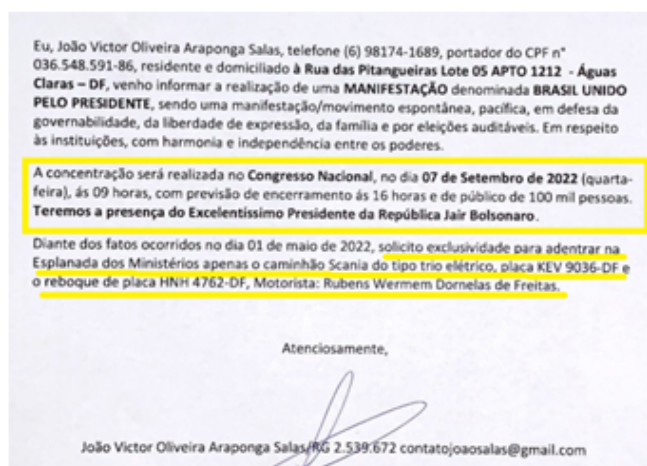 Eu, João Victor Oliveira Araponga Salas, telefone (6) 98174-1689, portador do CPF n°
036.548.591-86, residente e domiciliado à Rua das Pitangueiras Lote 05 APTO 1212 - Águas
Claras – DF, venho informar a realização de uma MANIFESTAÇÃO denominada BRASIL UNIDO
PELO PRESIDENTE, sendo uma manifestação/movimento espontânea, pacífica, em defesa da
governabilidade, da liberdade de expressão, da família e por eleições auditáveis. Em respeito
às instituições, com harmonia e independência entre os poderes.
A concentração será realizada no Congresso Nacional, no dia 07 de Setembro de 2022 (quarta-
feira), ás 09 horas, com previsão de encerramento ás 16 horas e de público de 100 mil pessoas.
Teremos a presença do Excelentíssimo Presidente da República Jair Bolsonaro.
Diante dos fatos ocorridos no dia 01 de maio de 2022, solicito exclusividade para adentrar na
Esplanada dos Ministérios apenas o caminhão Scania do tipo trio elétrico, placa KEV 9036-DF e
o reboque de placa HNH 4762-DF, Motorista: Rubens Wermem Dornelas de Freitas.
Atenciosamente,
João Victor Oliveira Araponga Salas/RG 2.539.672 contatojoaosalas@gmail.com